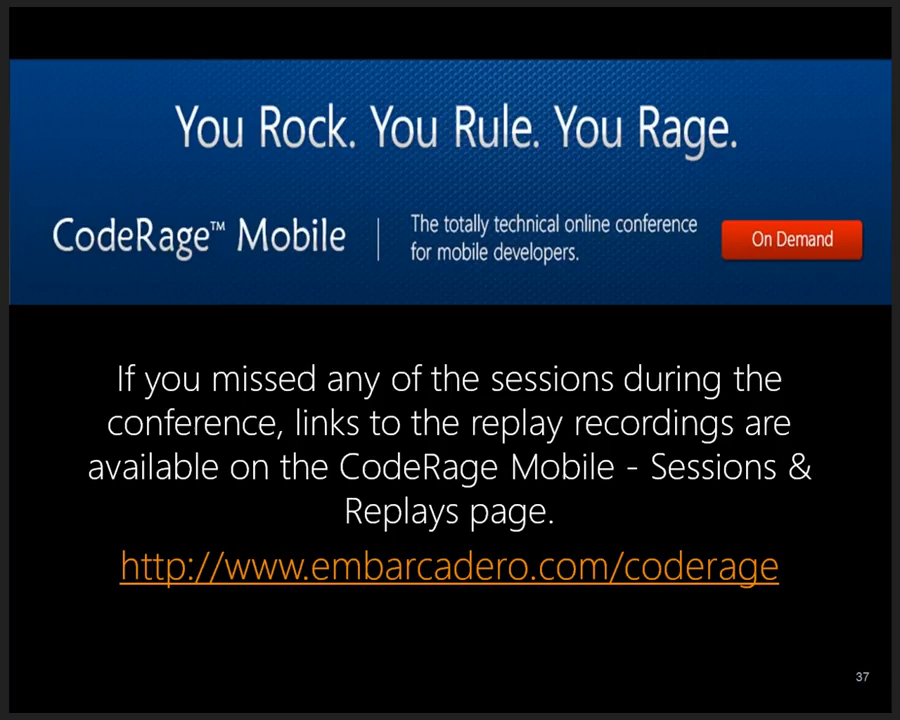 You Rock. You Rule. You Rage.
CodeRage™ Mobile
The totally technical online conference
for mobile developers.
On Demand
If you missed any of the sessions during the
conference, links to the replay recordings are
available on the CodeRage Mobile - Sessions &
Replays page.
http://www.embarcadero.com/coderage
37